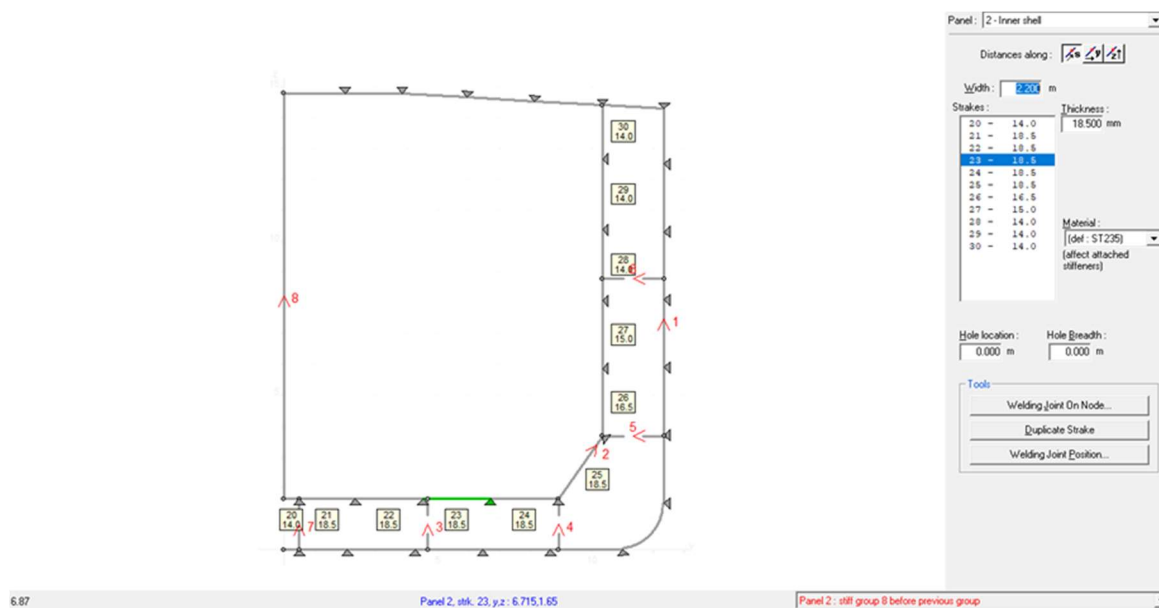 Panel : 2 - Inner shell
Distances along : s y z
Width : 2.200 m
Strakes :
Thickness :
18.500 mm
20 - 14.0
21 - 18.5
22 - 18.5
23 - 18.5
24 - 18.5
25 - 18.5
26 - 16.5
27 - 15.0
28 - 14.0
29 - 14.0
30 - 14.0
Material :
(def : ST235)
(affect attached
stiffeners)
Hole location :
0.000 m
Hole Breadth :
0.000 m
Tools
Welding Joint On Node...
Duplicate Strake
Welding Joint Position...
30
14.0
29
14.0
28
14.0
6
8
1
27
15.0
26
16.5
5
2
25
18.5
20
14.0
7
21
18.5
22
18.5
3
23
18.5
24
18.5
4
6.87
Panel 2, strk. 23, y,z : 6.715,1.65
Panel 2 : stiff group 8 before previous group